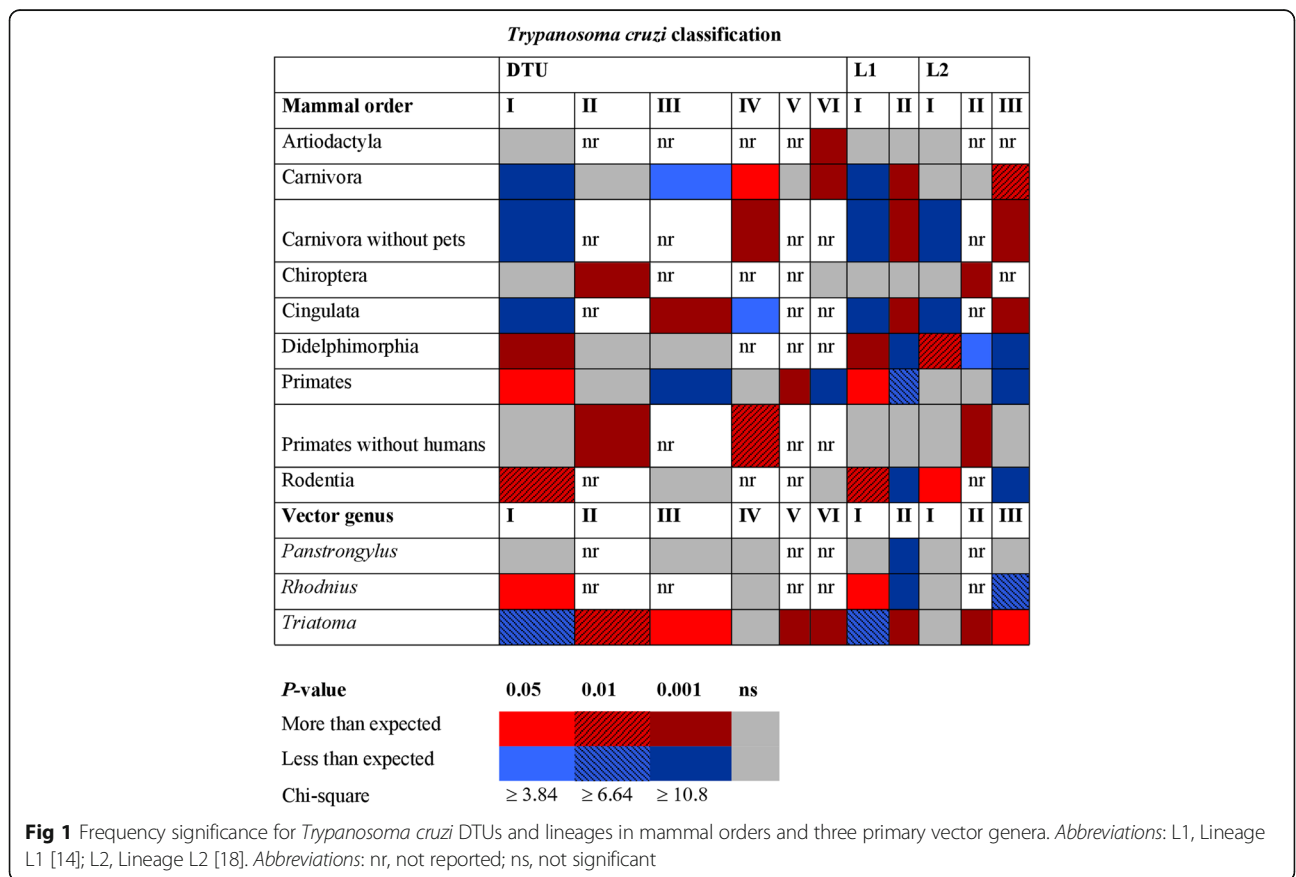 Trypanosoma cruzi classification
DTU L1 L2
Mammal order I II III IV V VI I II I II III
Artiodactyla nr nr nr nr nr nr
Carnivora
Carnivora without pets nr nr nr nr nr
Chiroptera nr nr nr nr
Cingulata nr nr nr nr
Didelphimorphia nr nr nr
Primates
Primates without humans nr nr nr
Rodentia nr nr nr nr
Vector genus I II III IV V VI I II I II III
Panstrongylus nr nr nr nr
Rhodnius nr nr nr nr nr
Triatoma
P-value 0.05 0.01 0.001 ns
More than expected
Less than expected
Chi-square ≥ 3.84 ≥ 6.64 ≥ 10.8
Fig 1 Frequency significance for Trypanosoma cruzi DTUs and lineages in mammal orders and three primary vector genera. Abbreviations: L1, Lineage
L1 [14]; L2, Lineage L2 [18]. Abbreviations: nr, not reported; ns, not significant